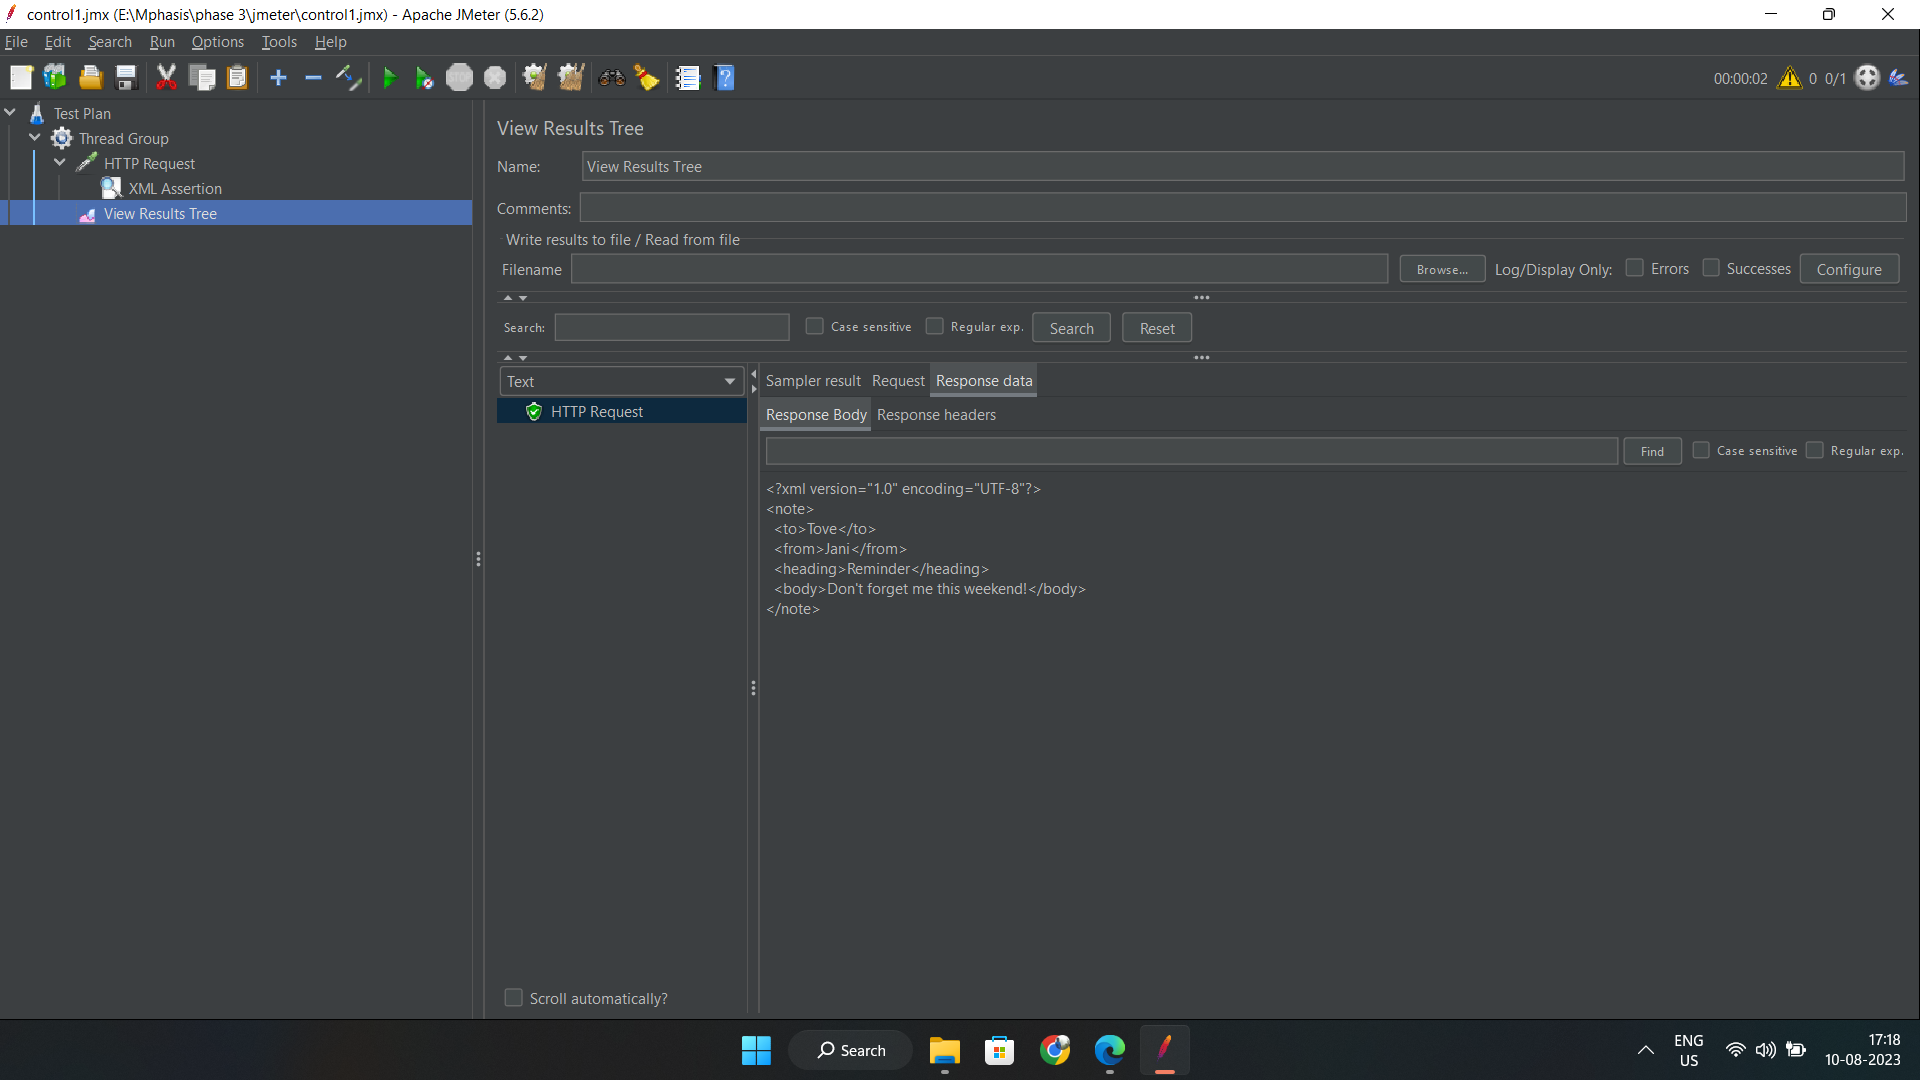 control1.jmx (E:\Mphasis\phase 3\jmeter\control1.jmx) - Apache JMeter (5.6.2)
File Edit Search Run Options Tools Help
STOP
00:00:02 0 0/1
Test Plan
Thread Group
HTTP Request
XML Assertion
View Results Tree
View Results Tree
Name: View Results Tree
Comments:
Write results to file / Read from file
Filename Browse... Log/Display Only: Errors Successes Configure
Search: Case sensitive Regular exp. Search Reset
Text
HTTP Request
Scroll automatically?
Sampler result Request Response data
Response Body Response headers
Find Case sensitive Regular exp.
<?xml version="1.0" encoding="UTF-8"?>
<note>
<to>Tove</to>
<from>Jani</from>
<heading>Reminder</heading>
<body>Don't forget me this weekend!</body>
</note>
Search
ENG
US
17:18
10-08-2023